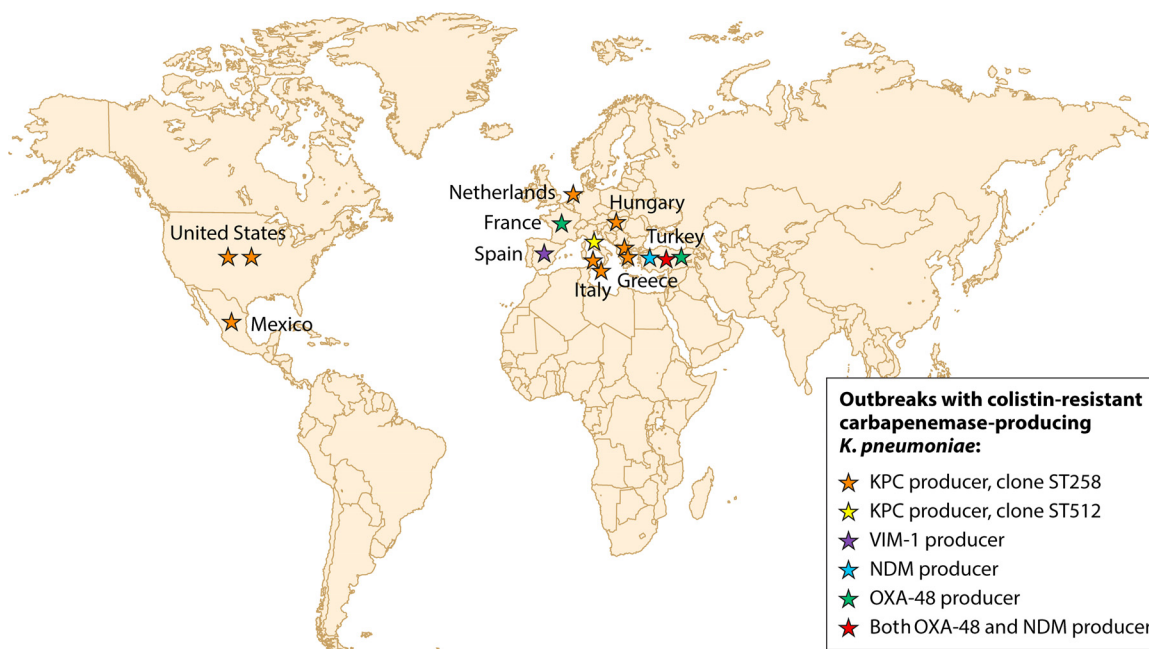 Netherlands
Hungary
France
United States
Turkey
Spain
Greece
Italy
Mexico
Outbreaks with colistin-resistant
carbapenemase-producing
K. pneumoniae:
KPC producer, clone ST258
KPC producer, clone ST512
VIM-1 producer
NDM producer
OXA-48 producer
Both OXA-48 and NDM producer